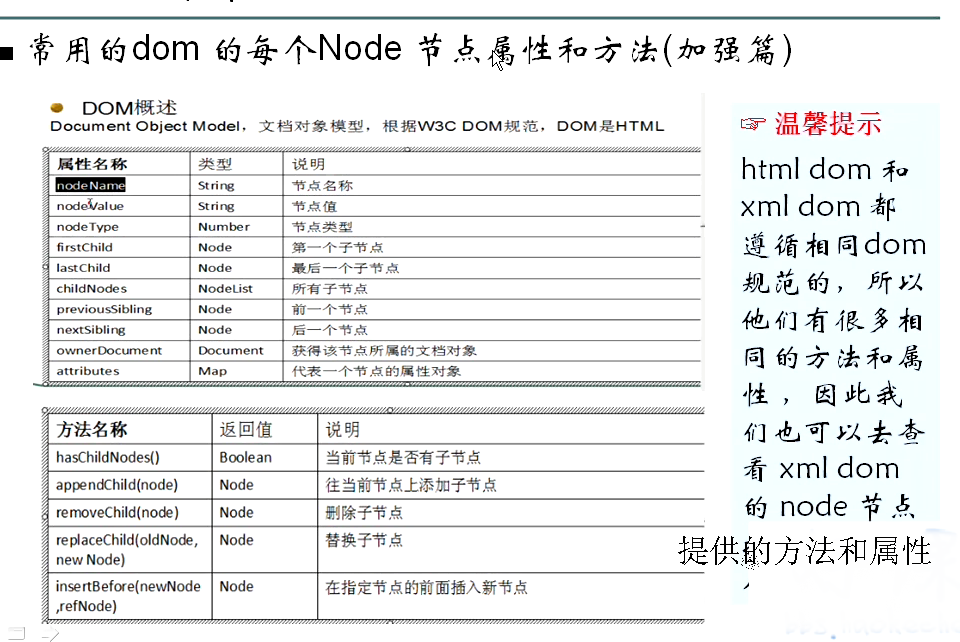 常用的dom 的每个Node 节点属性和方法(加强篇)
DOM概述
Document Object Model，文档对象模型，根据W3C DOM规范，DOM是HTML
属性名称 类型 说明
nodeName String 节点名称
nodeValue String 节点值
nodeType Number 节点类型
firstChild Node 第一个子节点
lastChild Node 最后一个子节点
childNodes NodeList 所有子节点
previousSibling Node 前一个节点
nextSibling Node 后一个节点
ownerDocument Document 获得该节点所属的文档对象
attributes Map 代表一个节点的属性对象
方法名称 返回值 说明
hasChildNodes() Boolean 当前节点是否有子节点
appendChild(node) Node 往当前节点上添加子节点
removeChild(node) Node 删除子节点
replaceChild(oldNode, Node 替换子节点
new Node)
insertBefore(newNode Node 在指定节点的前面插入新节点
,refNode)
温馨提示
html dom 和
xml dom 都
遵循相同dom
规范的，所以
他们有很多相
同的方法和属
性，因此我
们也可以去查
看 xml dom
的 node 节点
提供的方法和属性